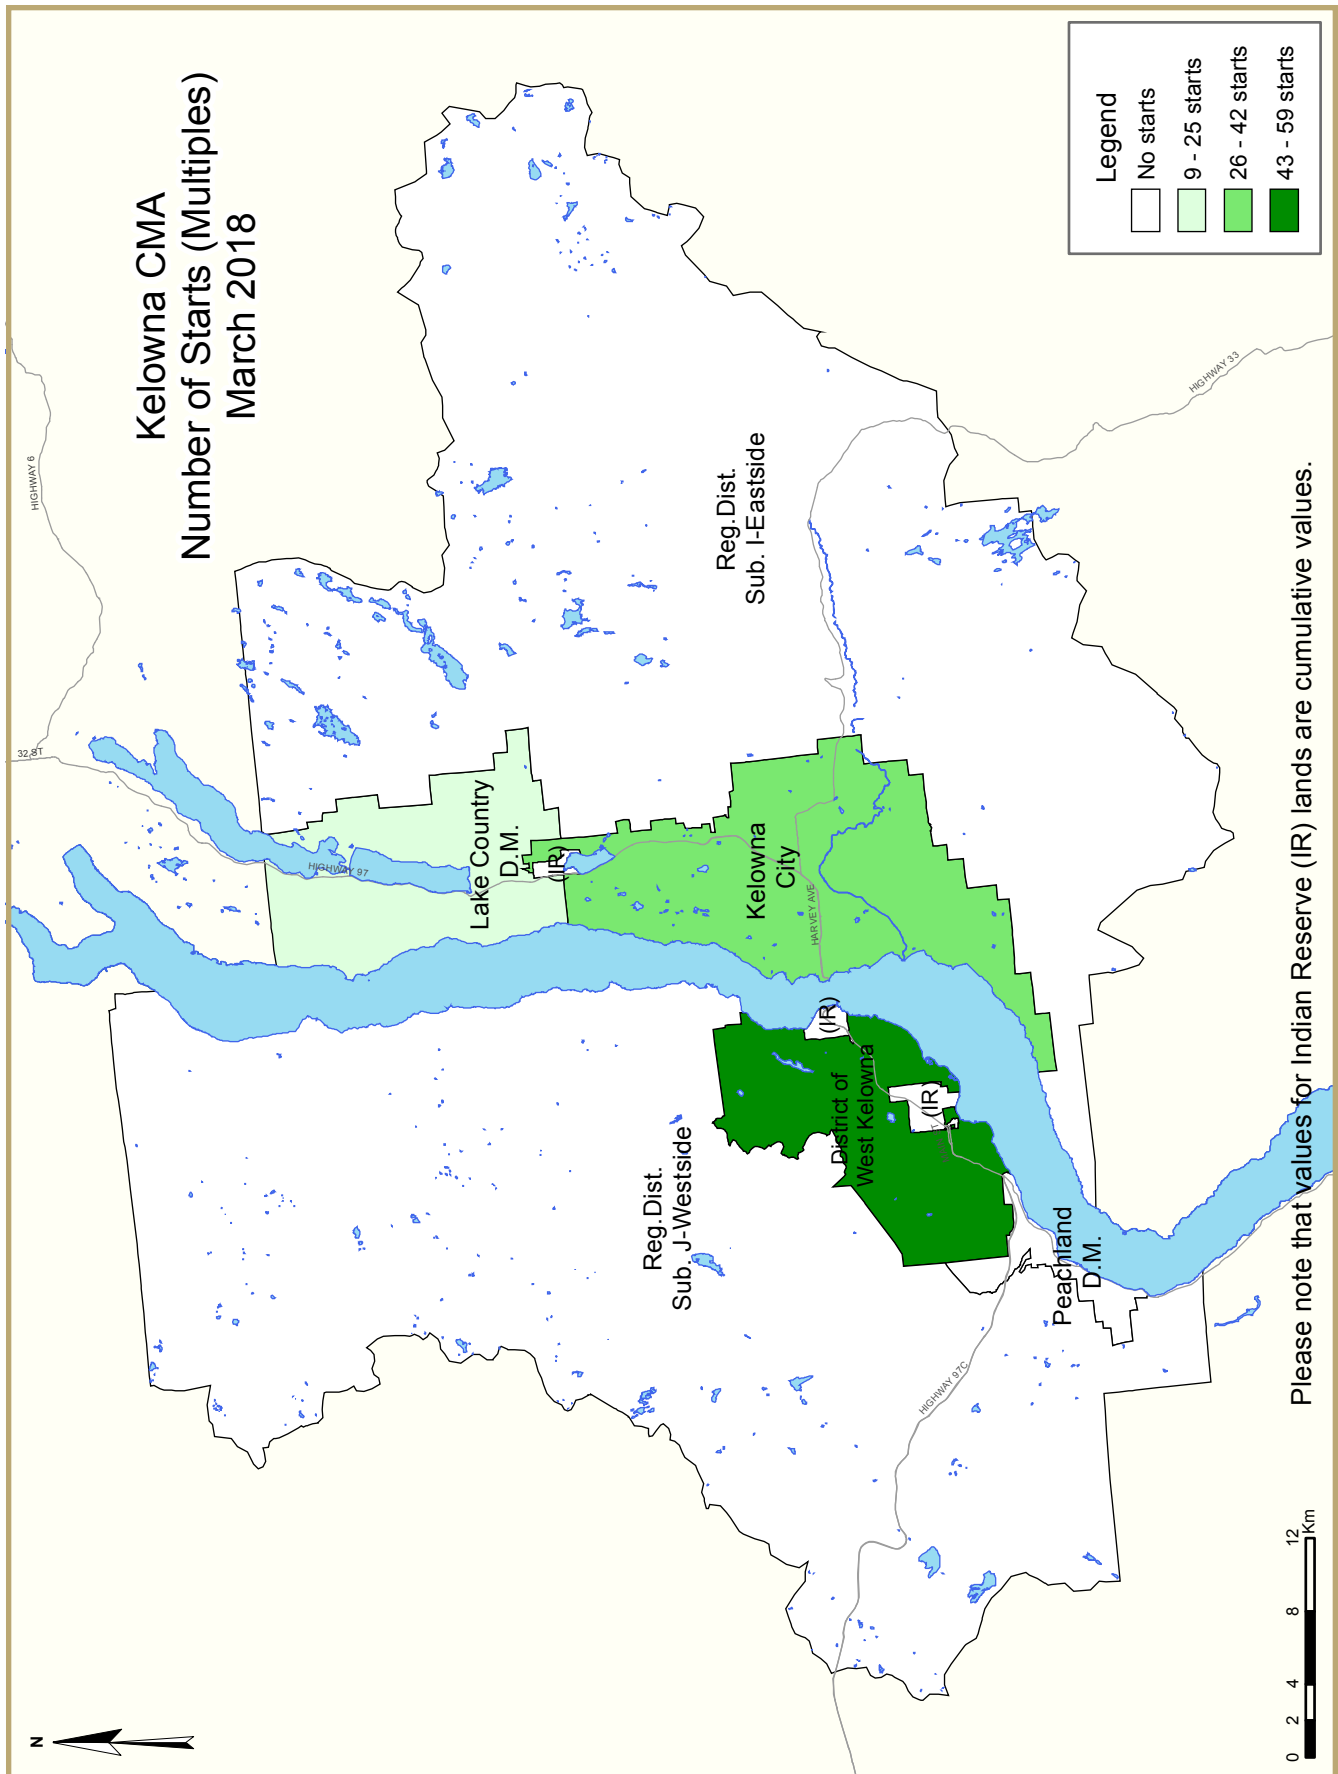 Kelowna CMA
Number of Starts (Multiples)
March 2018
HIGHWAY 6
32 ST
HIGHWAY 97
Lake Country
D.M.
(IR)
Kelowna
City
HARVEY AVE
Reg.Dist.
Sub. I-Eastside
HIGHWAY 33
Reg.Dist.
Sub. J-Westside
District of
West Kelowna
(IR)
(IR)
Peachland
D.M.
HIGHWAY 97C
Legend
No starts
9 - 25 starts
26 - 42 starts
43 - 59 starts
N
0 2 4 8 12
Km
Please note that values for Indian Reserve (IR) lands are cumulative values.